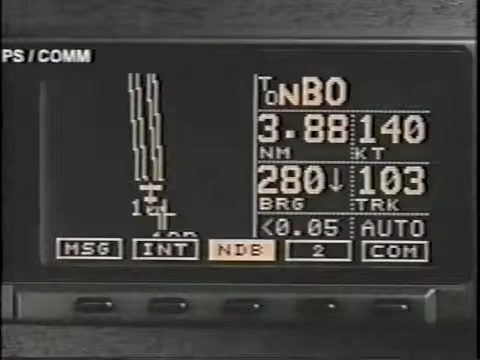 PS / COMM
TO NBO
3.88 140
NM KT
280↓ 103
BRG TRK
<0.05 AUTO
MSG INT NDB 2 COM